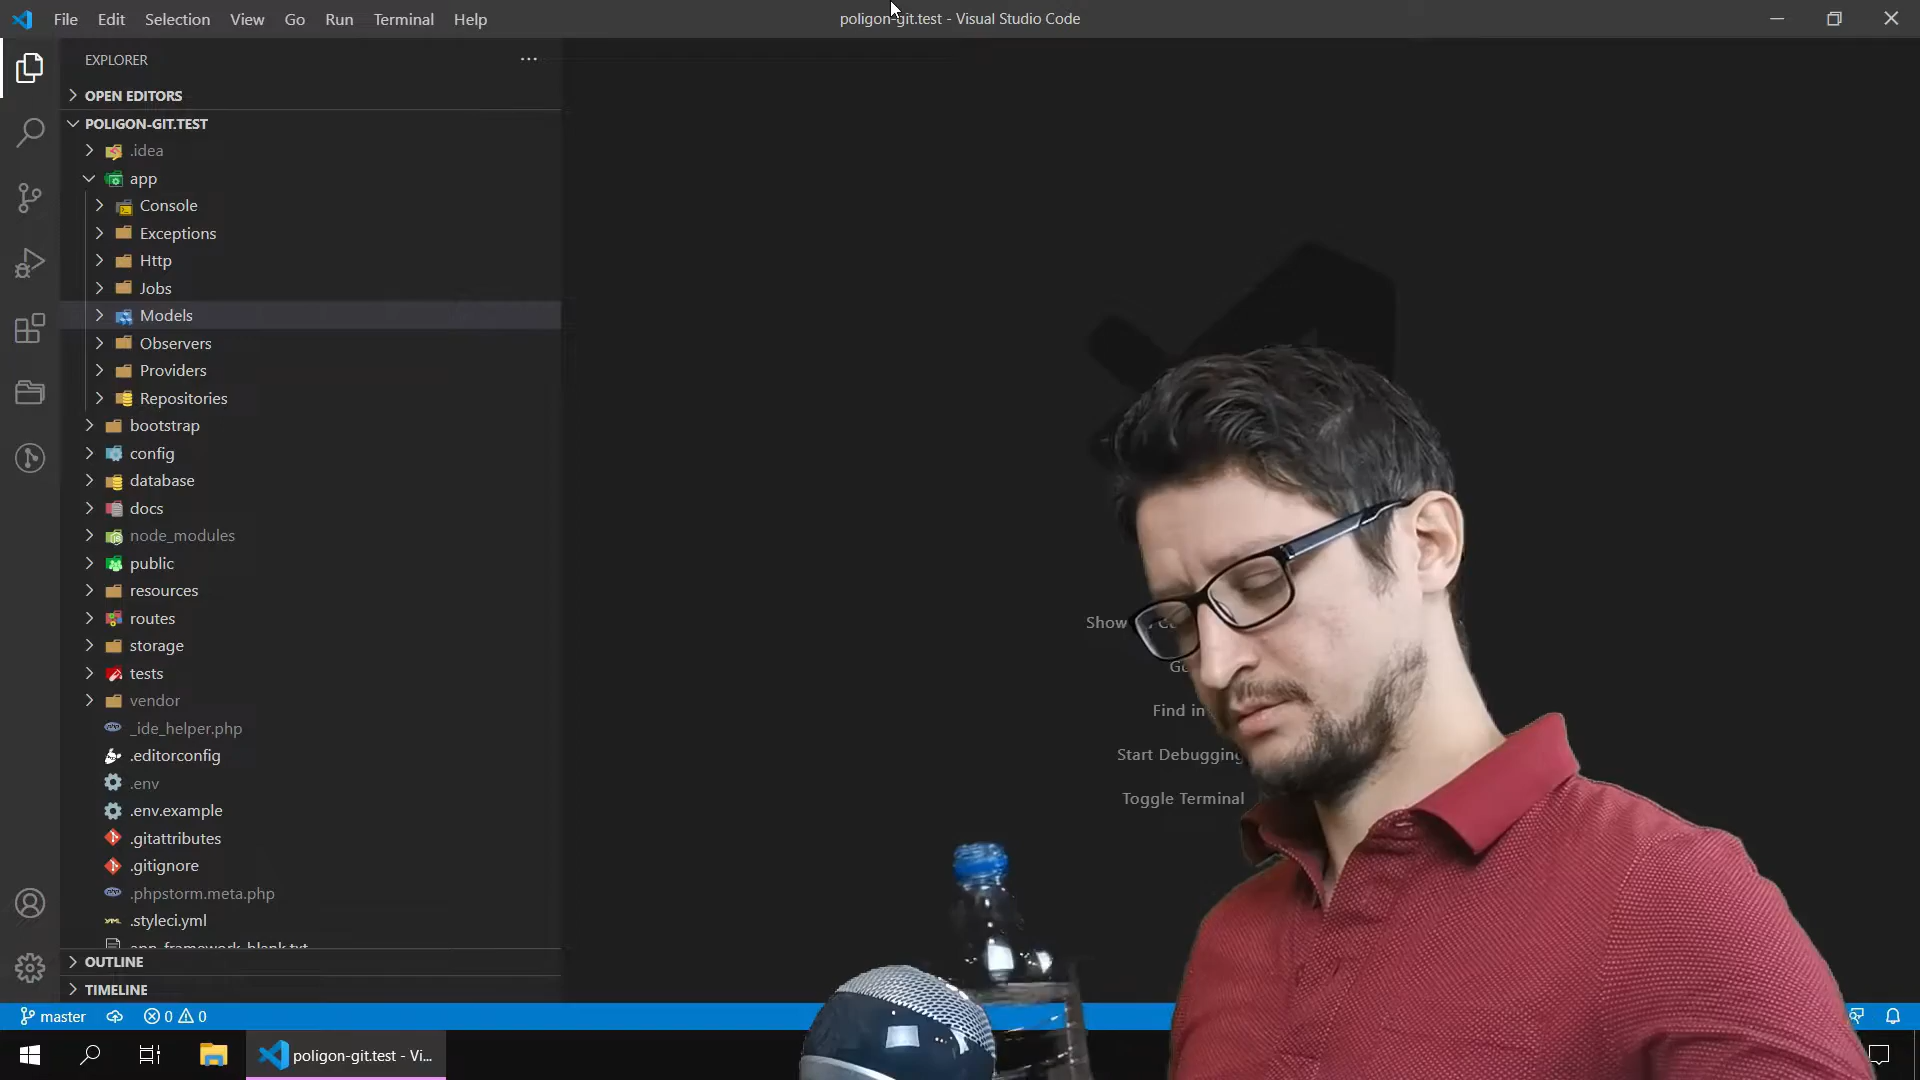 File Edit Selection View Go Run Terminal Help
poligon-git.test - Visual Studio Code
EXPLORER
OPEN EDITORS
POLIGON-GIT.TEST
.idea
app
Console
Exceptions
Http
Jobs
Models
Observers
Providers
Repositories
bootstrap
config
database
docs
node_modules
public
resources
routes
storage
tests
vendor
_ide_helper.php
.editorconfig
.env
.env.example
.gitattributes
.gitignore
.phpstorm.meta.php
.styleci.yml
app_framework_blank.txt
OUTLINE
TIMELINE
Show
Find in
Start Debugging
Toggle Terminal
master 0 0
poligon-git.test - Vi...